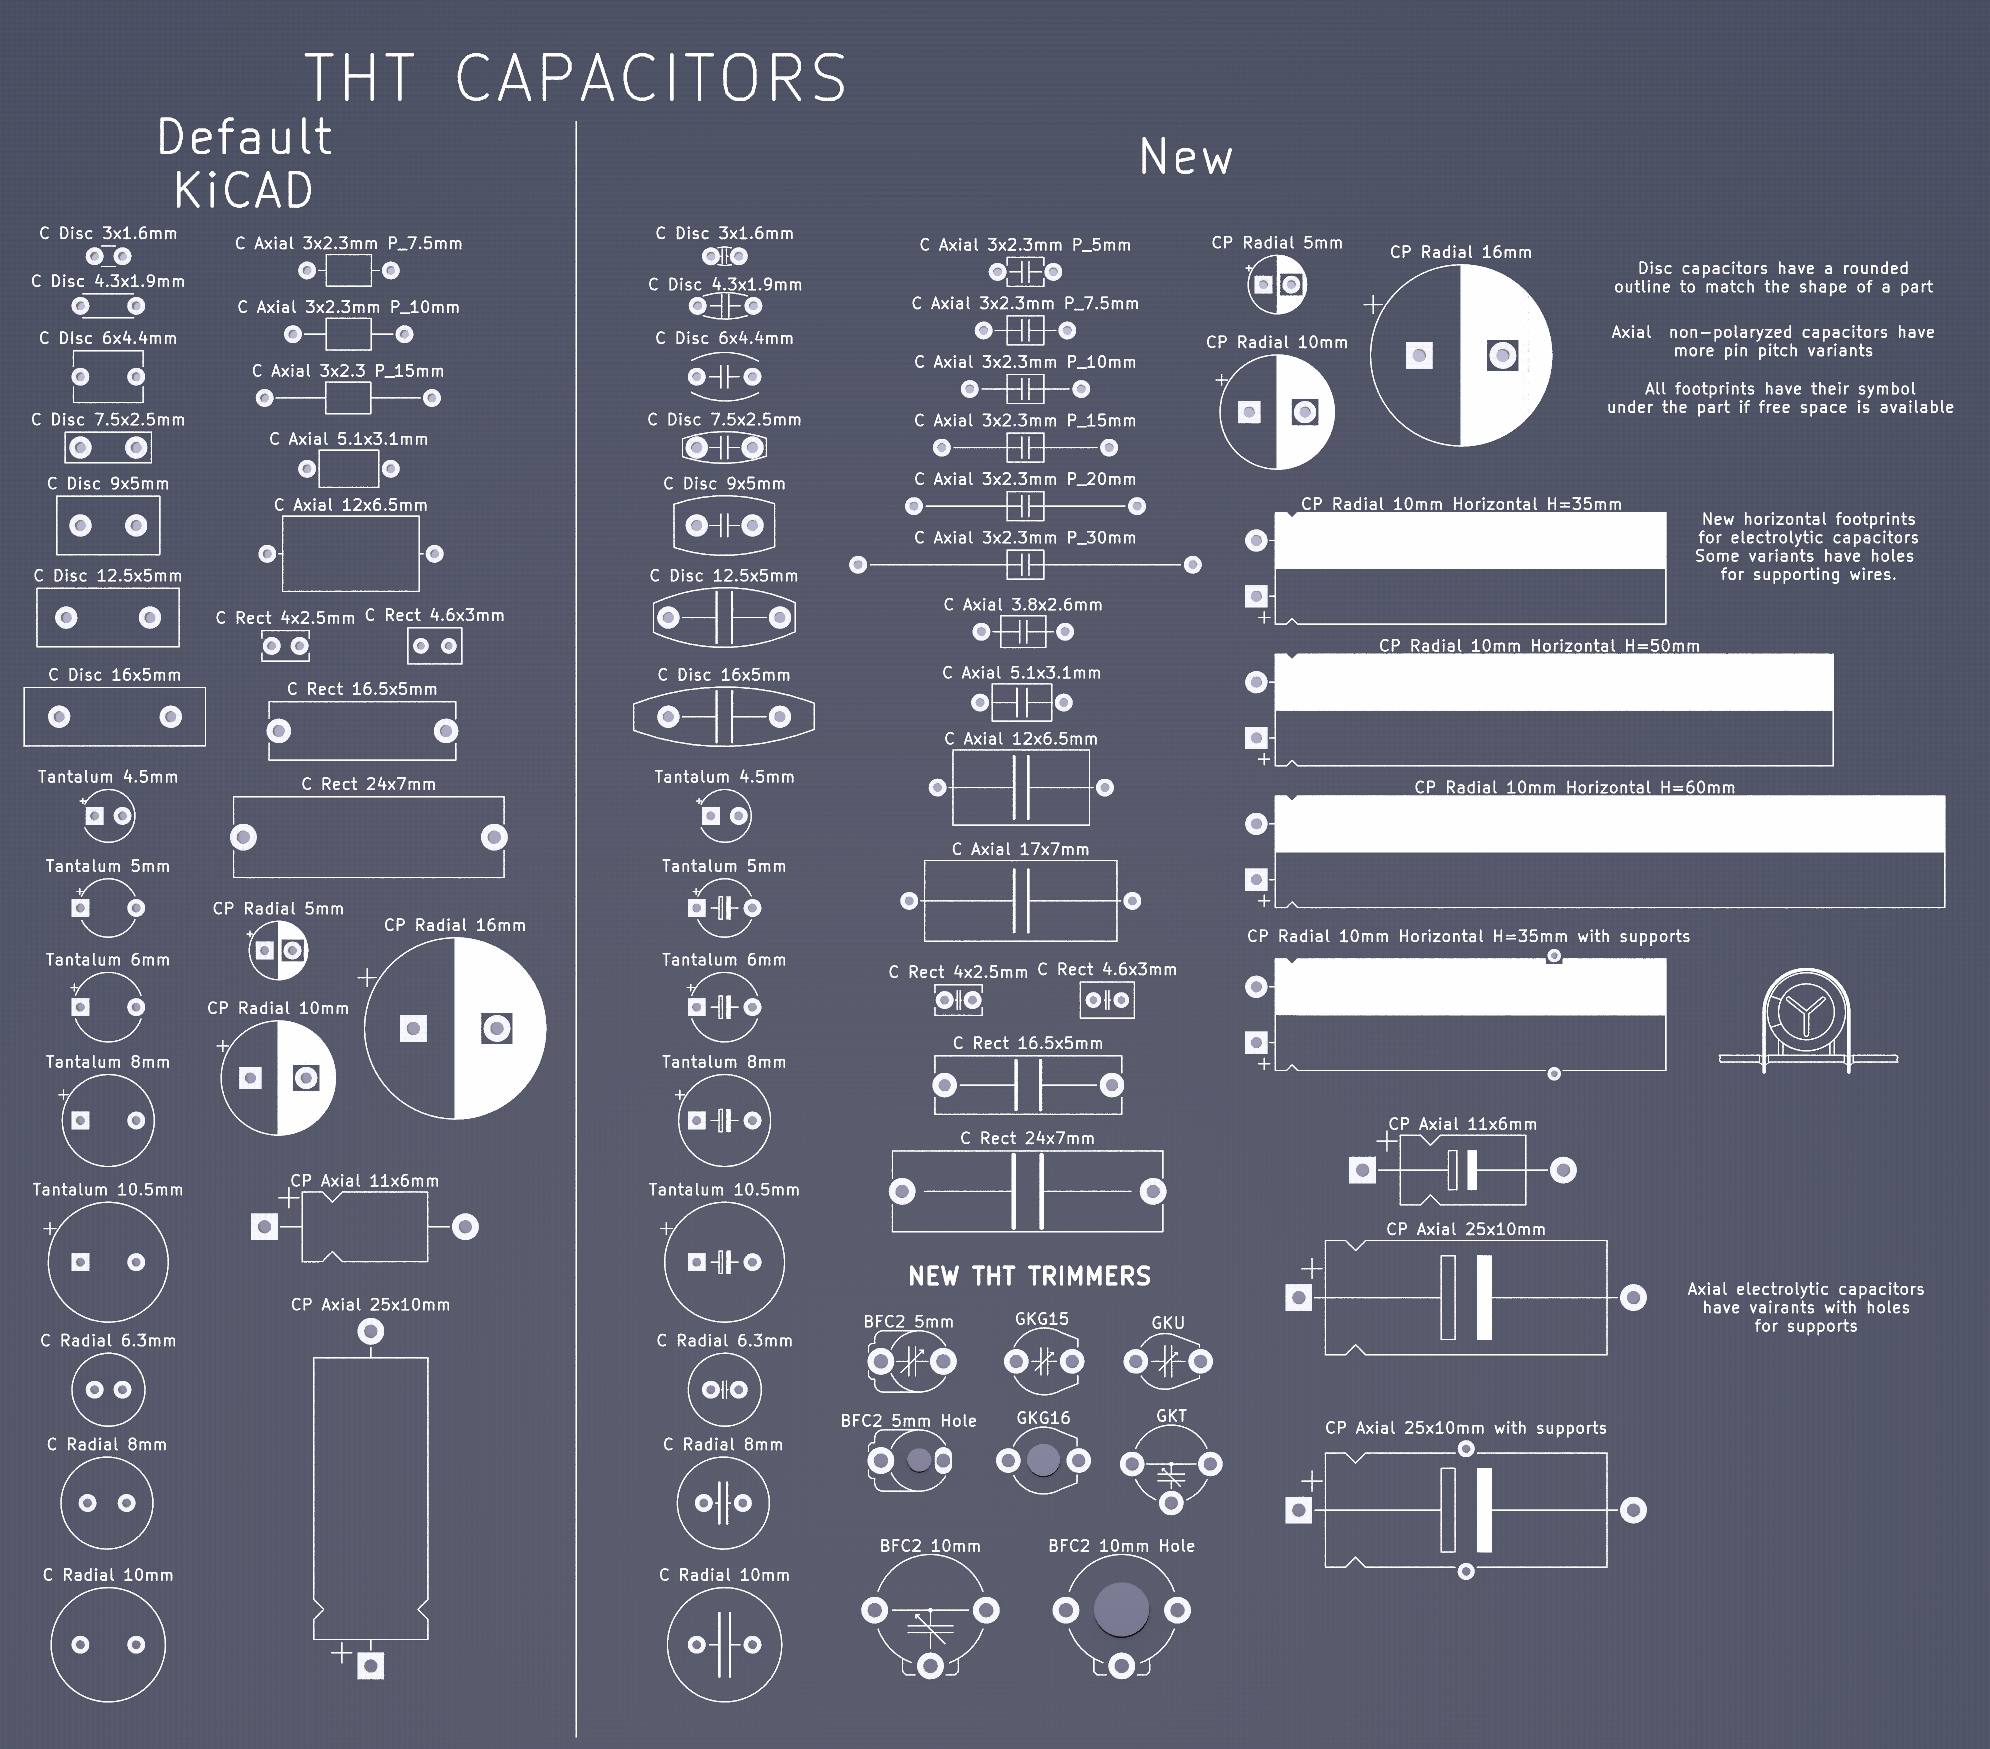 THT CAPACITORS
Default
KiCAD
C Disc 3x1.6mm
C Disc 4.3x1.9mm
C DIsc 6x4.4mm
C Disc 7.5x2.5mm
C Disc 9x5mm
C Disc 12.5x5mm
C Disc 16x5mm
Tantalum 4.5mm
+
Tantalum 5mm
+
Tantalum 6mm
+
Tantalum 8mm
+
Tantalum 10.5mm
+
C Radial 6.3mm
C Radial 8mm
C Radial 10mm
C Axial 3x2.3mm P_7.5mm
C Axial 3x2.3mm P_10mm
C Axial 3x2.3 P_15mm
C Axial 5.1x3.1mm
C Axial 12x6.5mm
C Rect 4x2.5mm
C Rect 4.6x3mm
C Rect 16.5x5mm
C Rect 24x7mm
CP Radial 5mm
+
CP Radial 16mm
+
CP Radial 10mm
+
CP Axial 11x6mm
+
CP Axial 25x10mm
+
New
C Disc 3x1.6mm
C Disc 4.3x1.9mm
C Disc 6x4.4mm
C Disc 7.5x2.5mm
C Disc 9x5mm
C Disc 12.5x5mm
C Disc 16x5mm
Tantalum 4.5mm
+
Tantalum 5mm
+
Tantalum 6mm
+
Tantalum 8mm
+
Tantalum 10.5mm
+
C Radial 6.3mm
C Radial 8mm
C Radial 10mm
C Axial 3x2.3mm P_5mm
C Axial 3x2.3mm P_7.5mm
C Axial 3x2.3mm P_10mm
C Axial 3x2.3mm P_15mm
C Axial 3x2.3mm P_20mm
C Axial 3x2.3mm P_30mm
C Axial 3.8x2.6mm
C Axial 5.1x3.1mm
C Axial 12x6.5mm
C Axial 17x7mm
C Rect 4x2.5mm
C Rect 4.6x3mm
C Rect 16.5x5mm
C Rect 24x7mm
NEW THT TRIMMERS
BFC2 5mm
GKG15
GKU
BFC2 5mm Hole
GKG16
GKT
BFC2 10mm
BFC2 10mm Hole
CP Radial 5mm
+
CP Radial 16mm
+
CP Radial 10mm
+
Disc capacitors have a rounded
outline to match the shape of a part
Axial non-polaryzed capacitors have
more pin pitch variants
All footprints have their symbol
under the part if free space is available
CP Radial 10mm Horizontal H=35mm
+
New horizontal footprints
for electrolytic capacitors
Some variants have holes
for supporting wires.
CP Radial 10mm Horizontal H=50mm
+
CP Radial 10mm Horizontal H=60mm
+
CP Radial 10mm Horizontal H=35mm with supports
+
CP Axial 11x6mm
+
CP Axial 25x10mm
+
Axial electrolytic capacitors
have vairants with holes
for supports
CP Axial 25x10mm with supports
+